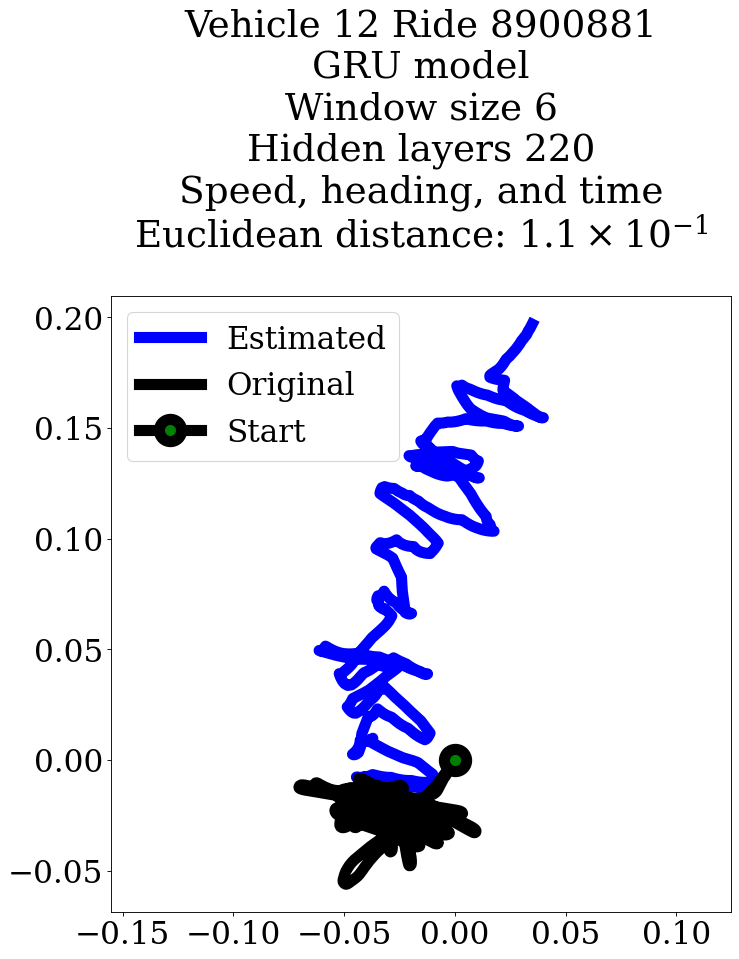 Vehicle 12 Ride 8900881
GRU model
Window size 6
Hidden layers 220
Speed, heading, and time
Euclidean distance: 1.1 × 10⁻¹
Estimated
Original
Start
0.20
0.15
0.10
0.05
0.00
−0.05
−0.15 −0.10 −0.05 0.00 0.05 0.10